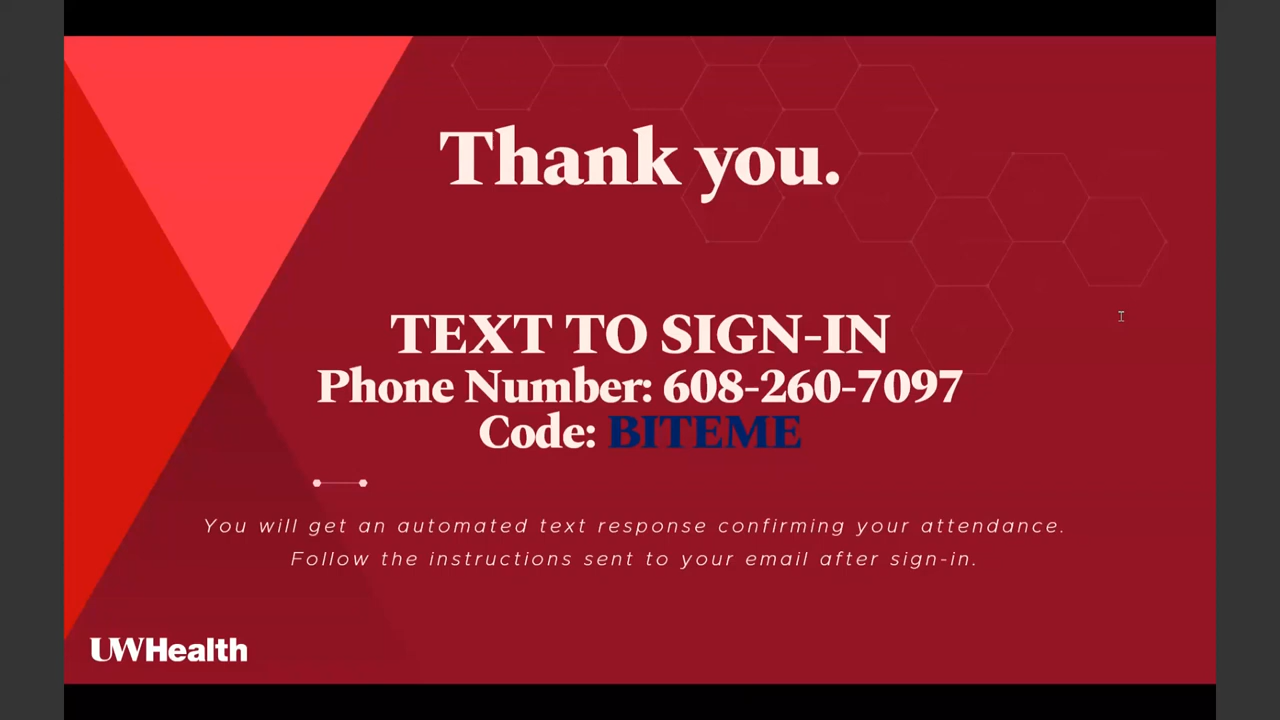 Thank you.
TEXT TO SIGN-IN
Phone Number: 608-260-7097
Code: BITEME
You will get an automated text response confirming your attendance.
Follow the instructions sent to your email after sign-in.
UWHealth